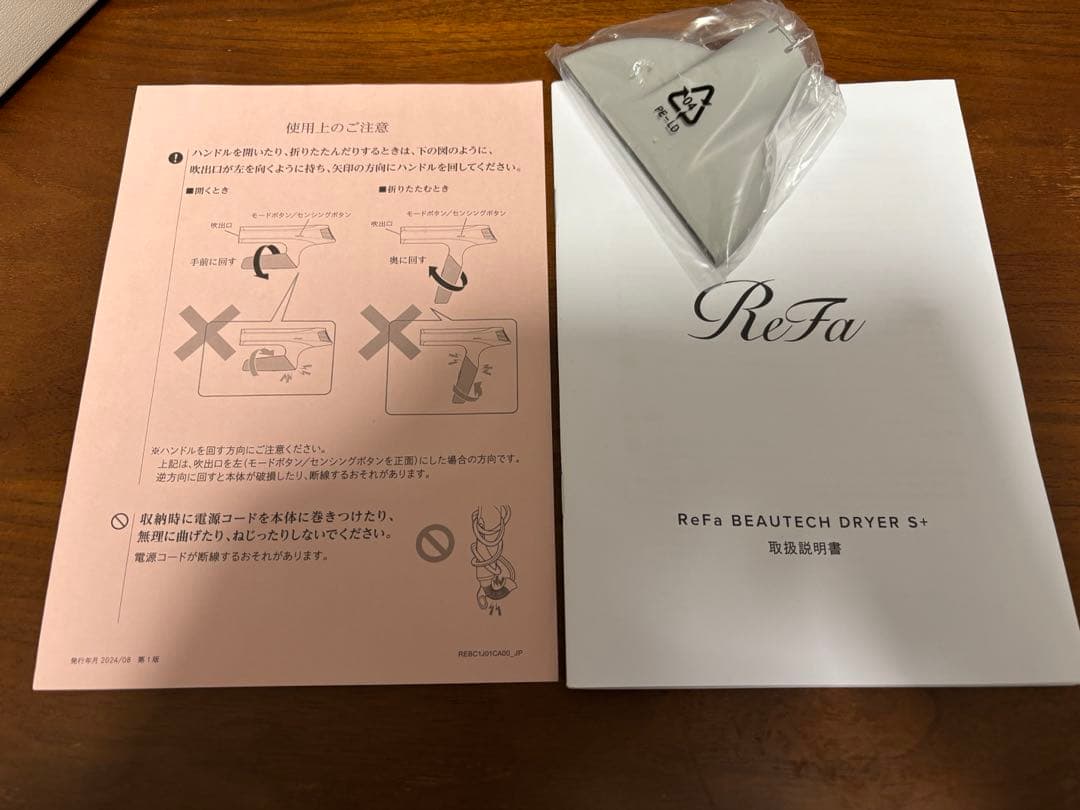 使用上のご注意
ハンドルを開いたり、折りたたんだりするときは、下の図のように、
吹出口が左を向くように持ち、矢印の方向にハンドルを回してください。
■開くとき
モードボタン/センシングボタン
吹出口
手前に回す
■折りたたむとき
モードボタン/センシングボタン
吹出口
奥に回す
※ハンドルを回す方向にご注意ください。
上記は、吹出口を左(モードボタン/センシングボタンを正面)にした場合の方向です。
逆方向に回すと本体が破損したり、断線するおそれがあります。
収納時に電源コードを本体に巻きつけたり、
無理に曲げたり、ねじったりしないでください。
電源コードが断線するおそれがあります。
発行年月 2024/08 第1版
REBC1J01CA00_JP
04
PE-LD
ReFa
ReFa BEAUTECH DRYER S+
取扱説明書